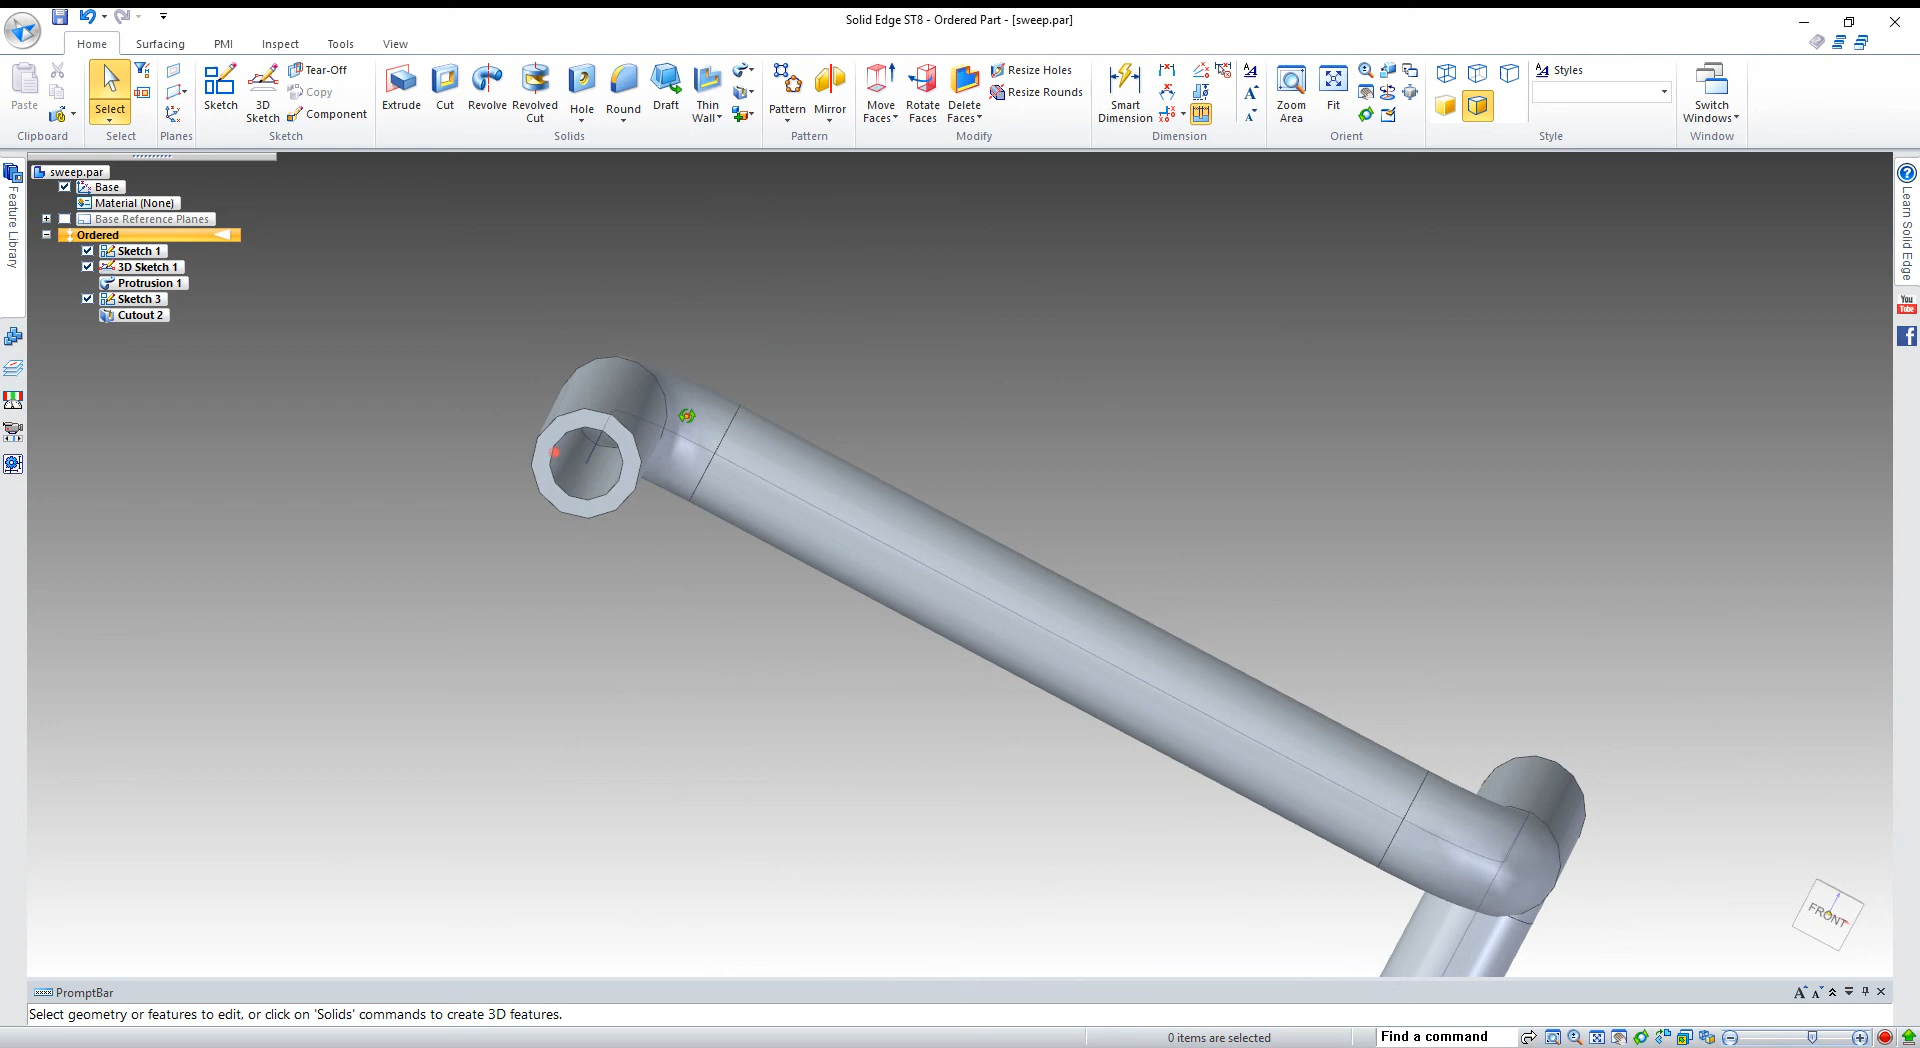 Solid Edge ST8 - Ordered Part - [sweep.par]
Home Surfacing PMI Inspect Tools View
Paste
Clipboard
Select
Select
Planes
Sketch
3D Sketch
Tear-Off
Copy
Component
Sketch
Extrude
Cut
Revolve
Revolved Cut
Hole
Round
Draft
Thin Wall
Solids
Pattern
Mirror
Pattern
Move Faces
Rotate Faces
Delete Faces
Resize Holes
Resize Rounds
Modify
Smart Dimension
Dimension
Zoom Area
Fit
Orient
Styles
Style
Switch Windows
Window
Feature Library
sweep.par
Base
Material (None)
Base Reference Planes
Ordered
Sketch 1
3D Sketch 1
Protrusion 1
Sketch 3
Cutout 2
Learn Solid Edge
You Tube
FRONT
PromptBar
Select geometry or features to edit, or click on 'Solids' commands to create 3D features.
0 items are selected
Find a command